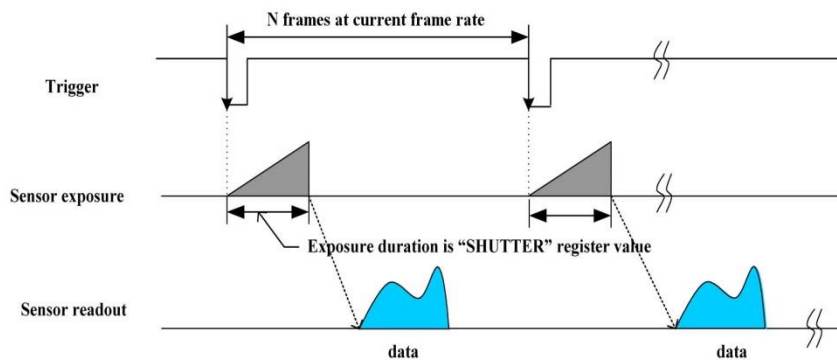 N frames at current frame rate
Trigger
Sensor exposure
Exposure duration is “SHUTTER” register value
Sensor readout
data
data